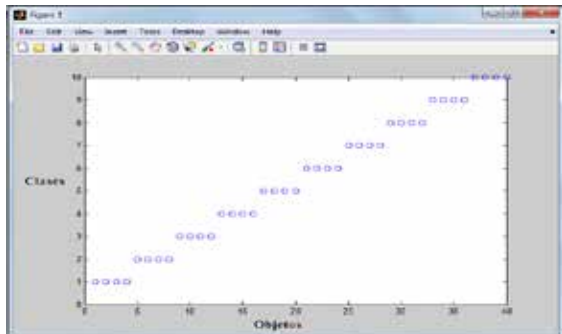 Figure 1
File Edit View Insert Tools Desktop Window Help
10
9
8
7
6
5
4
3
2
1
0
Clases
0 5 10 15 20 25 30 35 40
Objetos